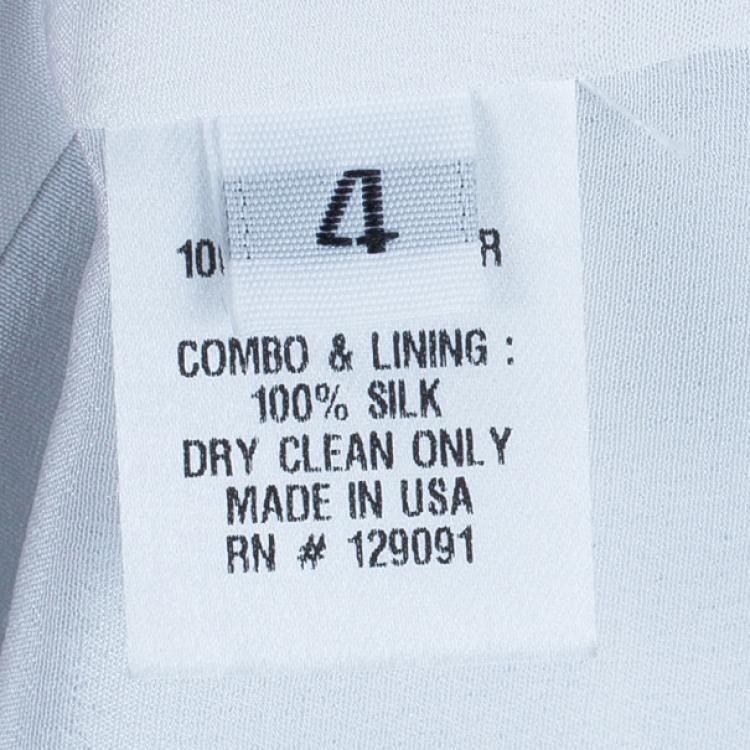 4
COMBO & LINING :
100% SILK
DRY CLEAN ONLY
MADE IN USA
RN # 129091